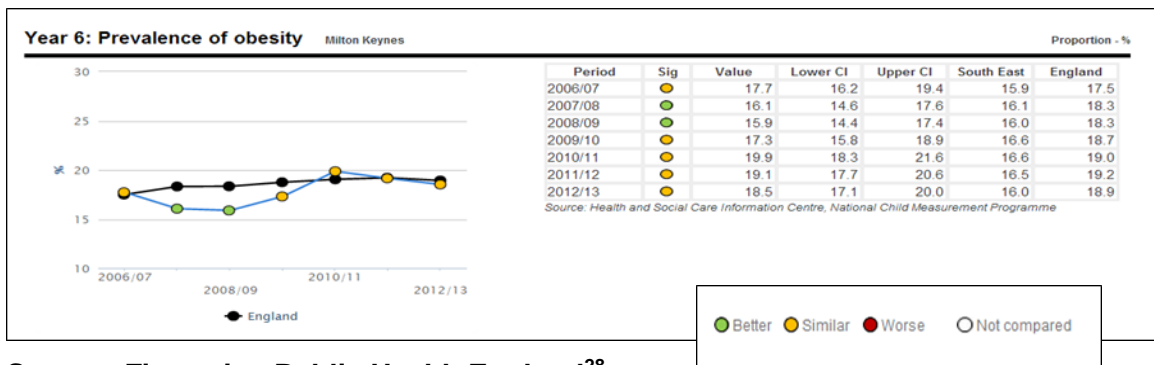 Year 6: Prevalence of obesity Milton Keynes Proportion - %
30
25
% 20
15
10
2006/07 2010/11
2008/09 2012/13
England
Period Sig Value Lower CI Upper CI South East England
2006/07 17.7 16.2 19.4 15.9 17.5
2007/08 16.1 14.6 17.6 16.1 18.3
2008/09 15.9 14.4 17.4 16.0 18.3
2009/10 17.3 15.8 18.9 16.6 18.7
2010/11 19.9 18.3 21.6 16.6 19.0
2011/12 19.1 17.7 20.6 16.5 19.2
2012/13 18.5 17.1 20.0 16.0 18.9
Source: Health and Social Care Information Centre, National Child Measurement Programme
Better Similar Worse Not compared